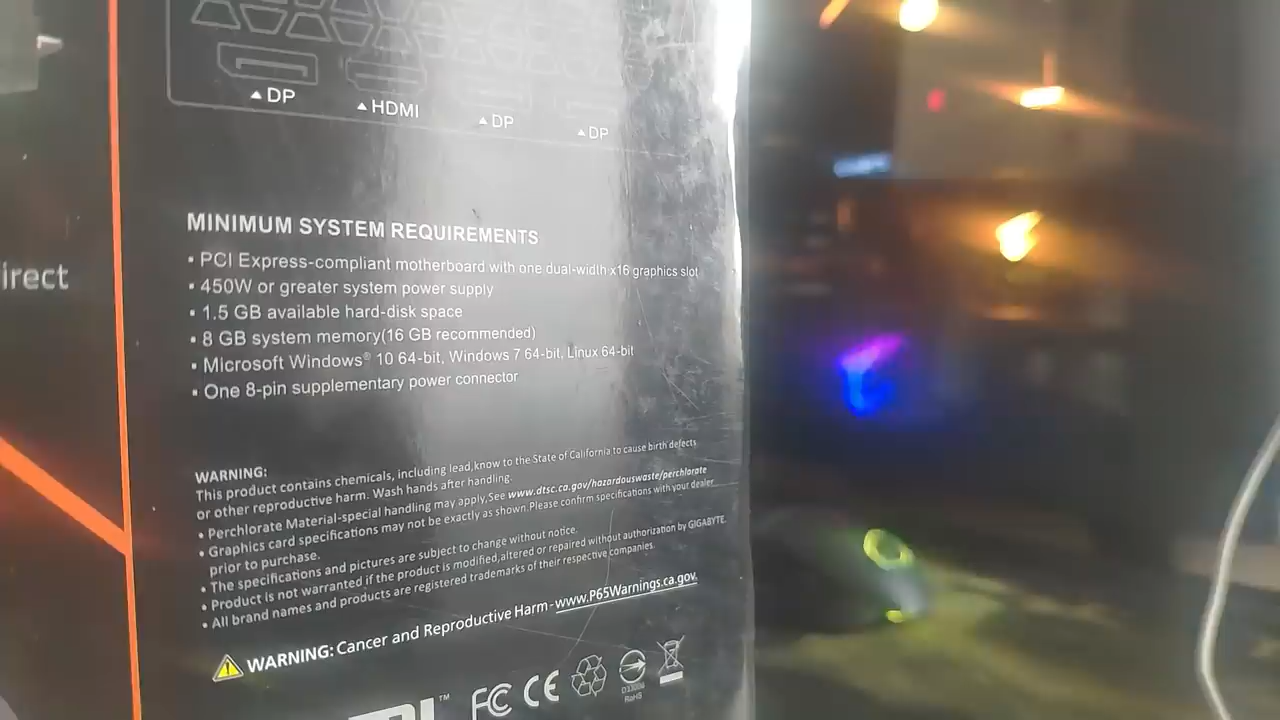 ▲DP
▲HDMI
▲DP
▲DP
irect
MINIMUM SYSTEM REQUIREMENTS
▪ PCI Express-compliant motherboard with one dual-width x16 graphics slot
▪ 450W or greater system power supply
▪ 1.5 GB available hard-disk space
▪ 8 GB system memory(16 GB recommended)
▪ Microsoft Windows® 10 64-bit, Windows 7 64-bit, Linux 64-bit
▪ One 8-pin supplementary power connector
WARNING:
This product contains chemicals, including lead,know to the State of California to cause birth defects
or other reproductive harm. Wash hands after handling.
• Perchlorate Material-special handling may apply,See www.dtsc.ca.gov/hazardouswaste/perchlorate
• Graphics card specifications may not be exactly as shown.Please confirm specifications with your dealer
prior to purchase.
• The specifications and pictures are subject to change without notice.
• Product is not warranted if the product is modified,altered or repaired without authorization by GIGABYTE.
• All brand names and products are registered trademarks of their respective companies.
WARNING: Cancer and Reproductive Harm - www.P65Warnings.ca.gov.
™
FC CE
RoHS